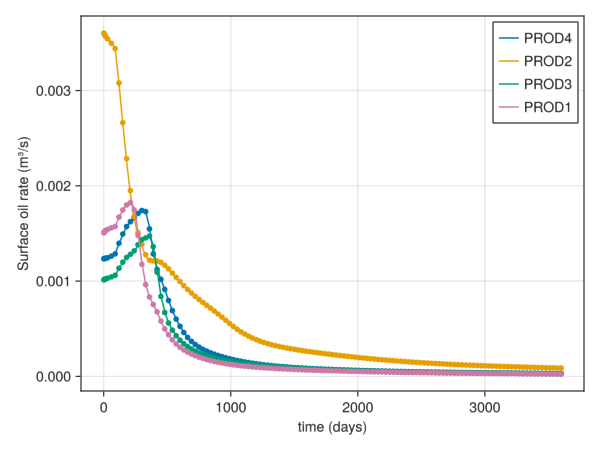 PROD4
PROD2
PROD3
PROD1
0.003
0.002
0.001
0.000
Surface oil rate (m³/s)
0
1000
2000
3000
time (days)